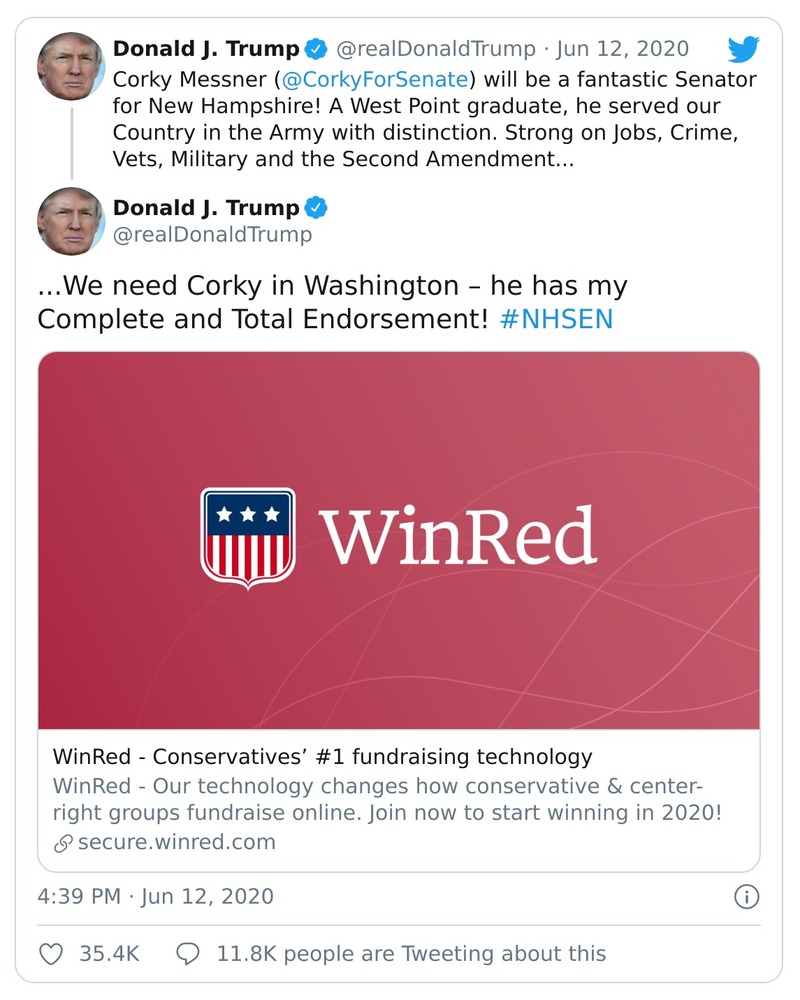 Donald J. Trump @realDonaldTrump · Jun 12, 2020
Corky Messner (@CorkyForSenate) will be a fantastic Senator
for New Hampshire! A West Point graduate, he served our
Country in the Army with distinction. Strong on Jobs, Crime,
Vets, Military and the Second Amendment...
Donald J. Trump
@realDonaldTrump
...We need Corky in Washington – he has my
Complete and Total Endorsement! #NHSEN
WinRed
WinRed - Conservatives’ #1 fundraising technology
WinRed - Our technology changes how conservative & center-
right groups fundraise online. Join now to start winning in 2020!
secure.winred.com
4:39 PM · Jun 12, 2020
35.4K 11.8K people are Tweeting about this